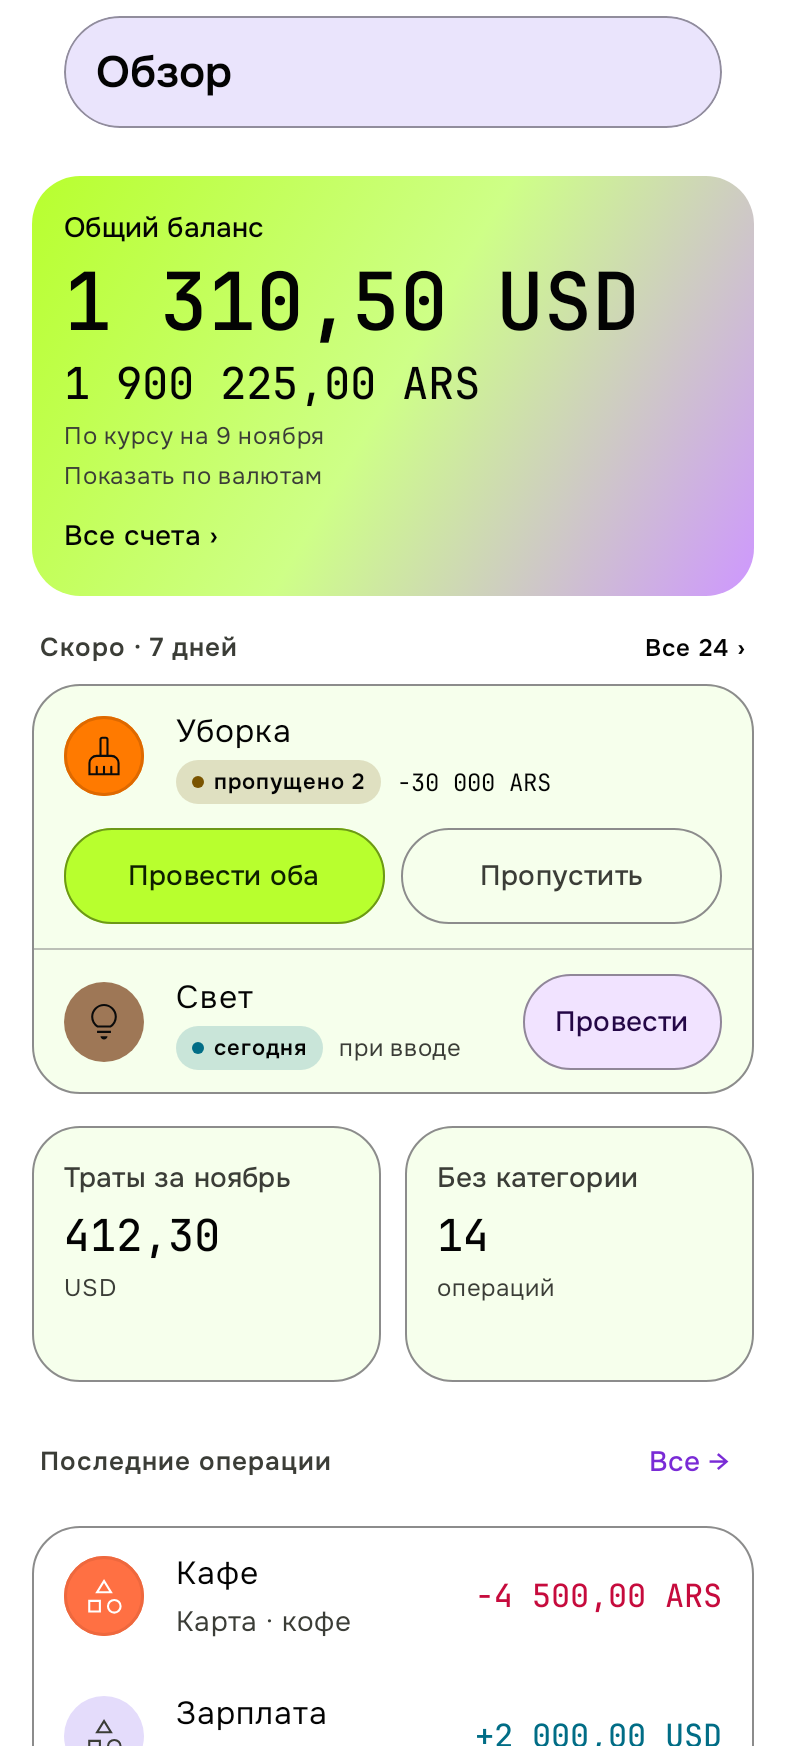 Обзор
Общий баланс
1 310,50 USD
1 900 225,00 ARS
По курсу на 9 ноября
Показать по валютам
Все счета ›
Скоро · 7 дней
Все 24 ›
Уборка
пропущено 2 -30 000 ARS
Провести оба
Пропустить
Свет
сегодня при вводе
Провести
Траты за ноябрь
412,30
USD
Без категории
14
операций
Последние операции
Все →
Кафе
Карта · кофе
-4 500,00 ARS
Зарплата
+2 000,00 USD